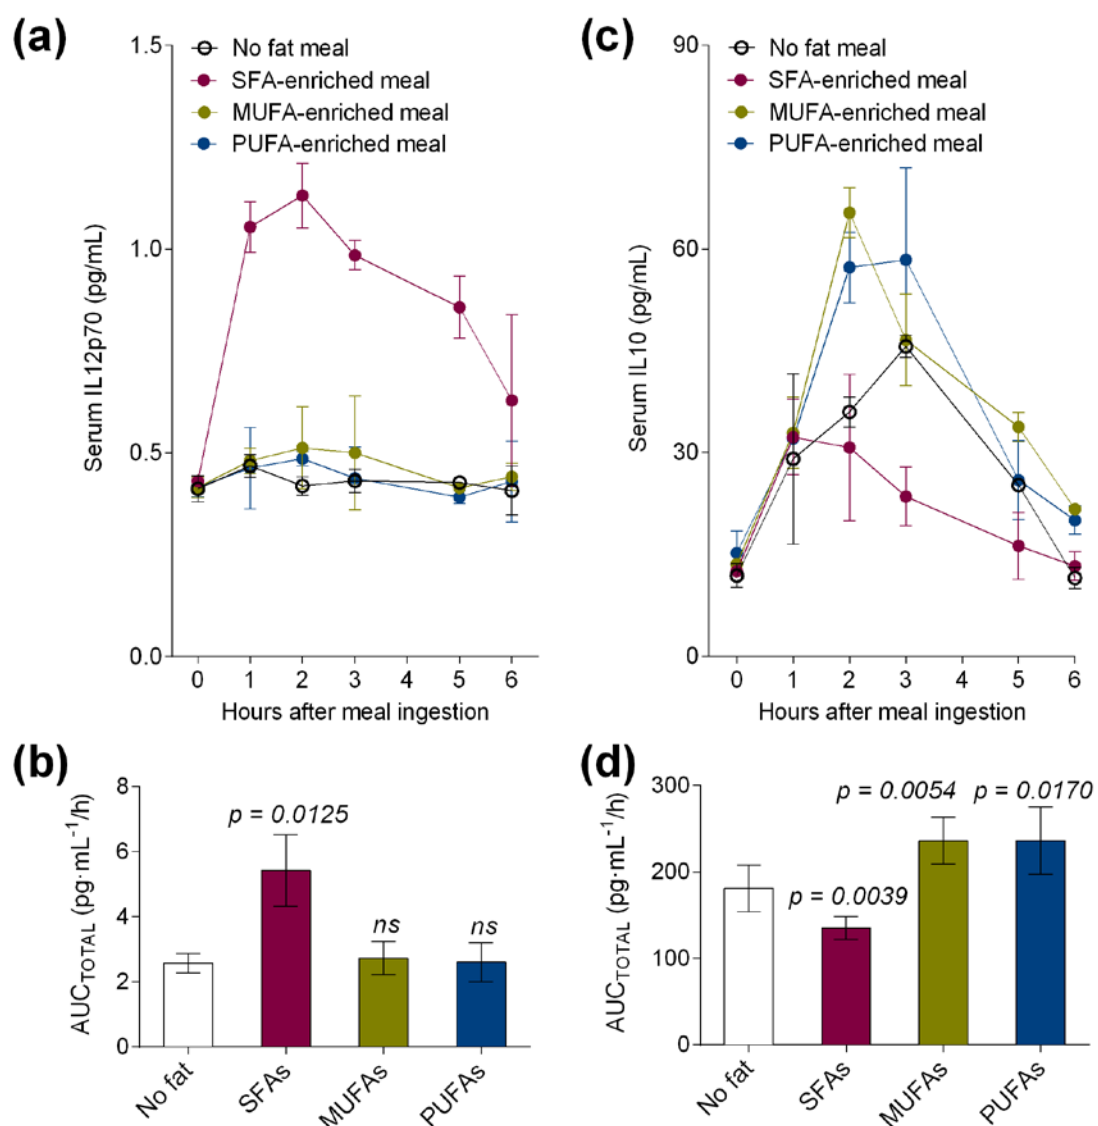 (a)
1.5
1.0
0.5
0.0
Serum IL12p70 (pg/mL)
No fat meal
SFA-enriched meal
MUFA-enriched meal
PUFA-enriched meal
0 1 2 3 4 5 6
Hours after meal ingestion
(c)
90
60
30
0
Serum IL10 (pg/mL)
No fat meal
SFA-enriched meal
MUFA-enriched meal
PUFA-enriched meal
0 1 2 3 4 5 6
Hours after meal ingestion
(b)
8
6
4
2
0
AUCTOTAL (pg·mL⁻¹/h)
p = 0.0125
ns
ns
No fat
SFAs
MUFAs
PUFAs
(d)
300
200
100
0
AUCTOTAL (pg·mL⁻¹/h)
p = 0.0054
p = 0.0170
p = 0.0039
No fat
SFAs
MUFAs
PUFAs